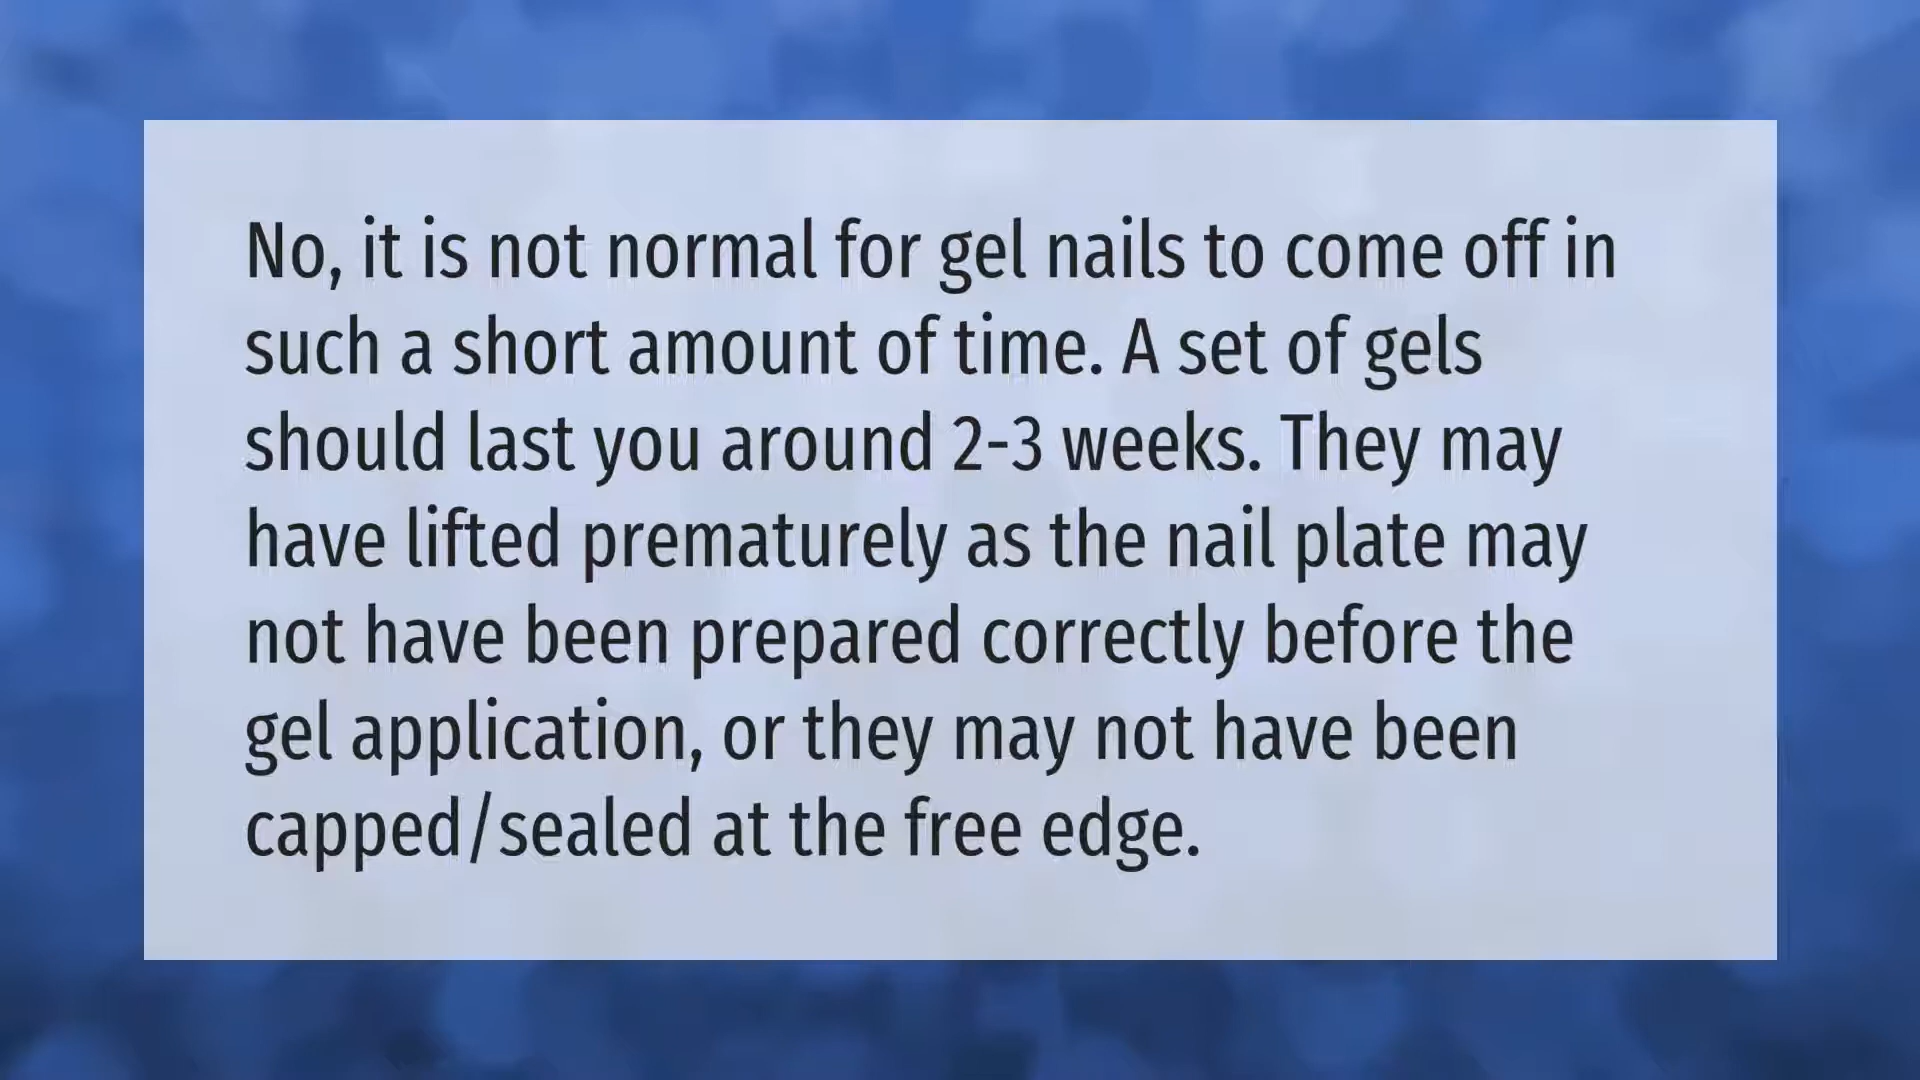 No, it is not normal for gel nails to come off in
such a short amount of time. A set of gels
should last you around 2-3 weeks. They may
have lifted prematurely as the nail plate may
not have been prepared correctly before the
gel application, or they may not have been
capped/sealed at the free edge.